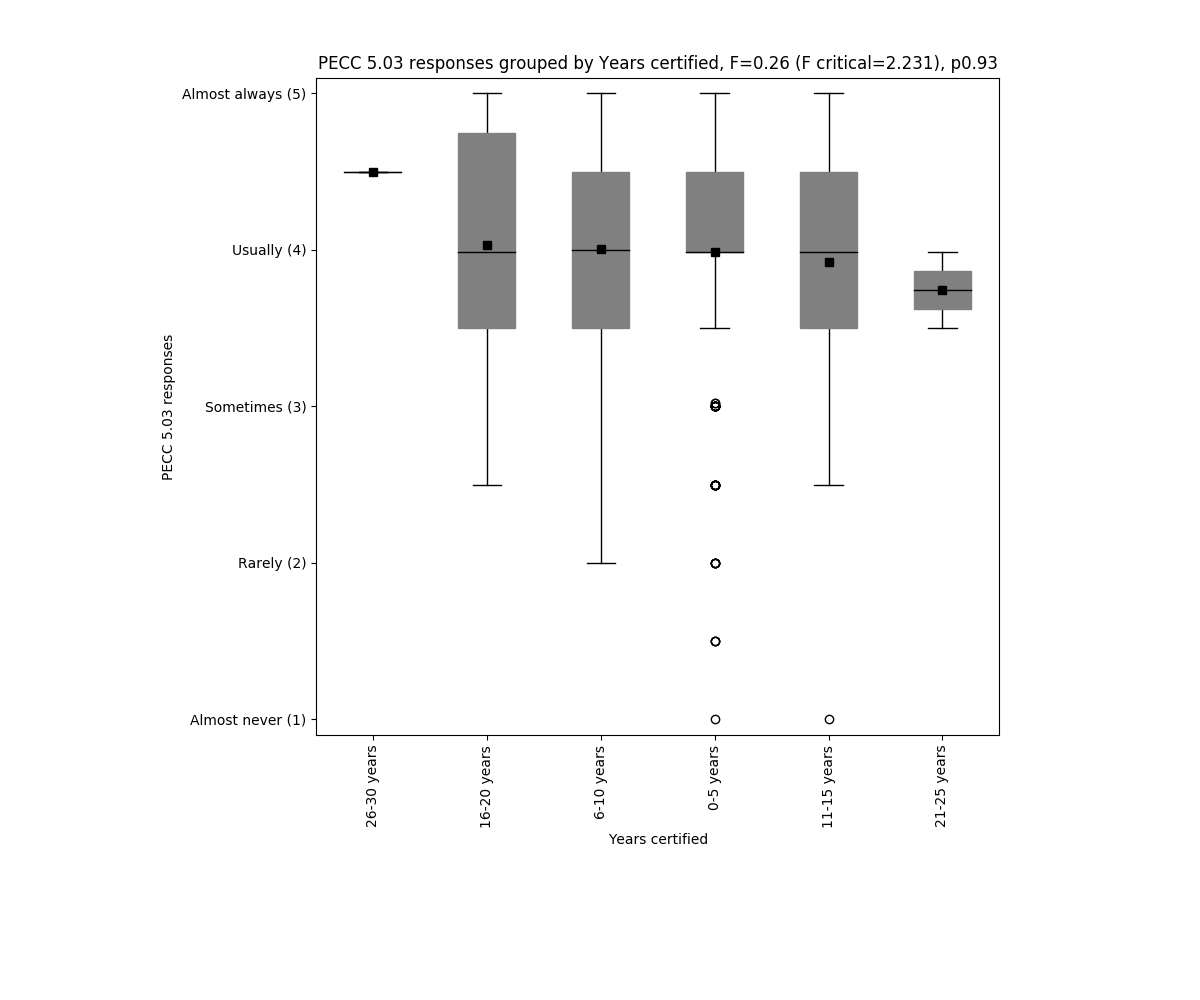 PECC 5.03 responses grouped by Years certified, F=0.26 (F critical=2.231), p0.93
Almost always (5)
Usually (4)
Sometimes (3)
Rarely (2)
Almost never (1)
PECC 5.03 responses
26-30 years
16-20 years
6-10 years
0-5 years
11-15 years
21-25 years
Years certified